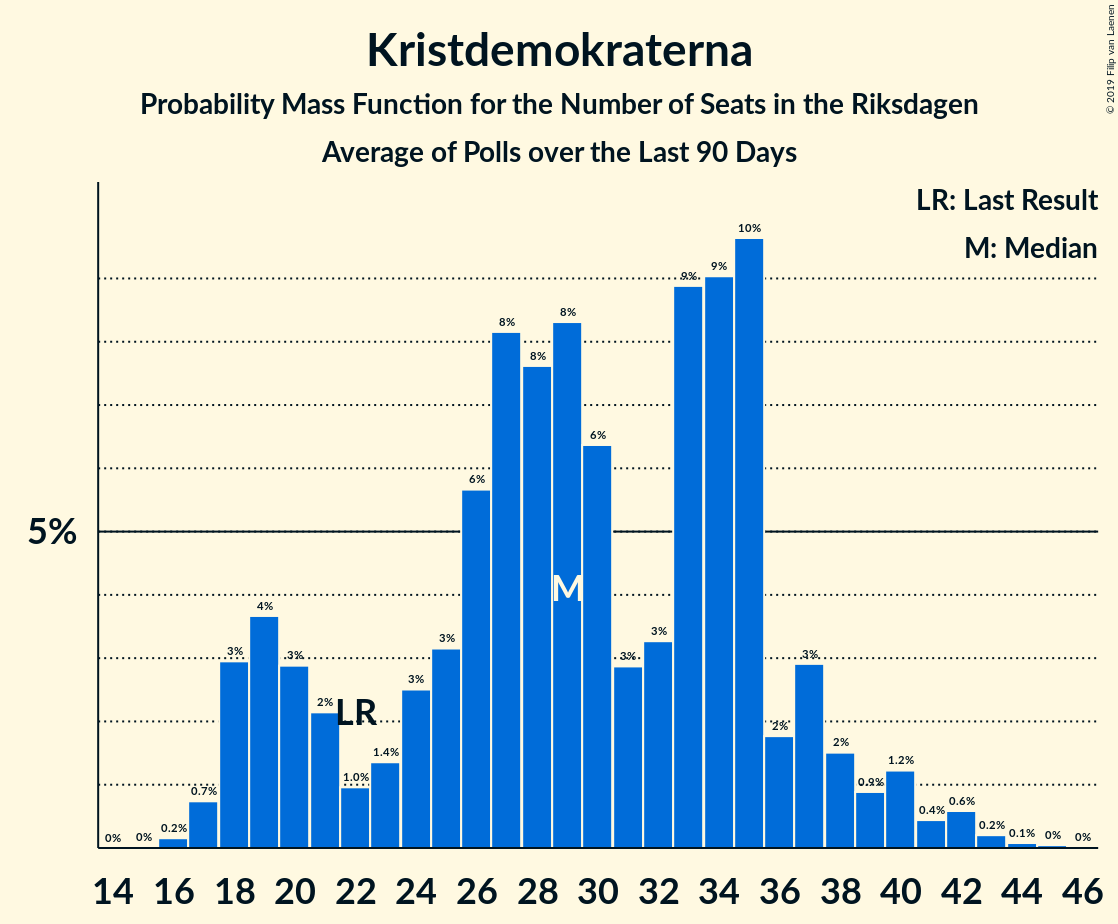 Kristdemokraterna
Probability Mass Function for the Number of Seats in the Riksdagen
Average of Polls over the Last 90 Days
© 2019 Filip van Laenen
LR: Last Result
M: Median
5%
0% 0% 0.2% 0.7% 3% 4% 3% 2% 1.0% 1.4% 3% 3% 6% 8% 8% 8% 6% 3% 3% 9% 9% 10% 2% 3% 2% 0.9% 1.2% 0.4% 0.6% 0.2% 0.1% 0% 0%
LR
M
14 16 18 20 22 24 26 28 30 32 34 36 38 40 42 44 46